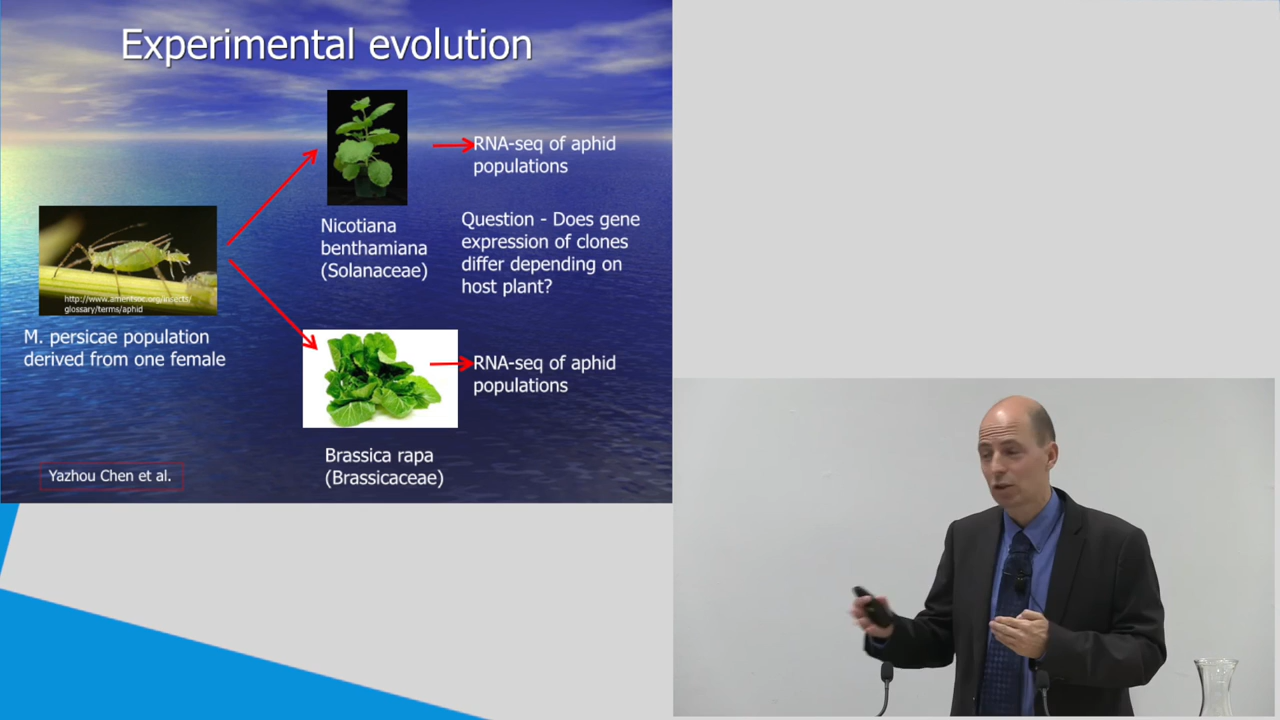 Experimental evolution
RNA-seq of aphid
populations
Nicotiana
benthamiana
(Solanaceae)
Question - Does gene
expression of clones
differ depending on
host plant?
http://www.amentsoc.org/insects/
glossary/terms/aphid
M. persicae population
derived from one female
RNA-seq of aphid
populations
Brassica rapa
(Brassicaceae)
Yazhou Chen et al.